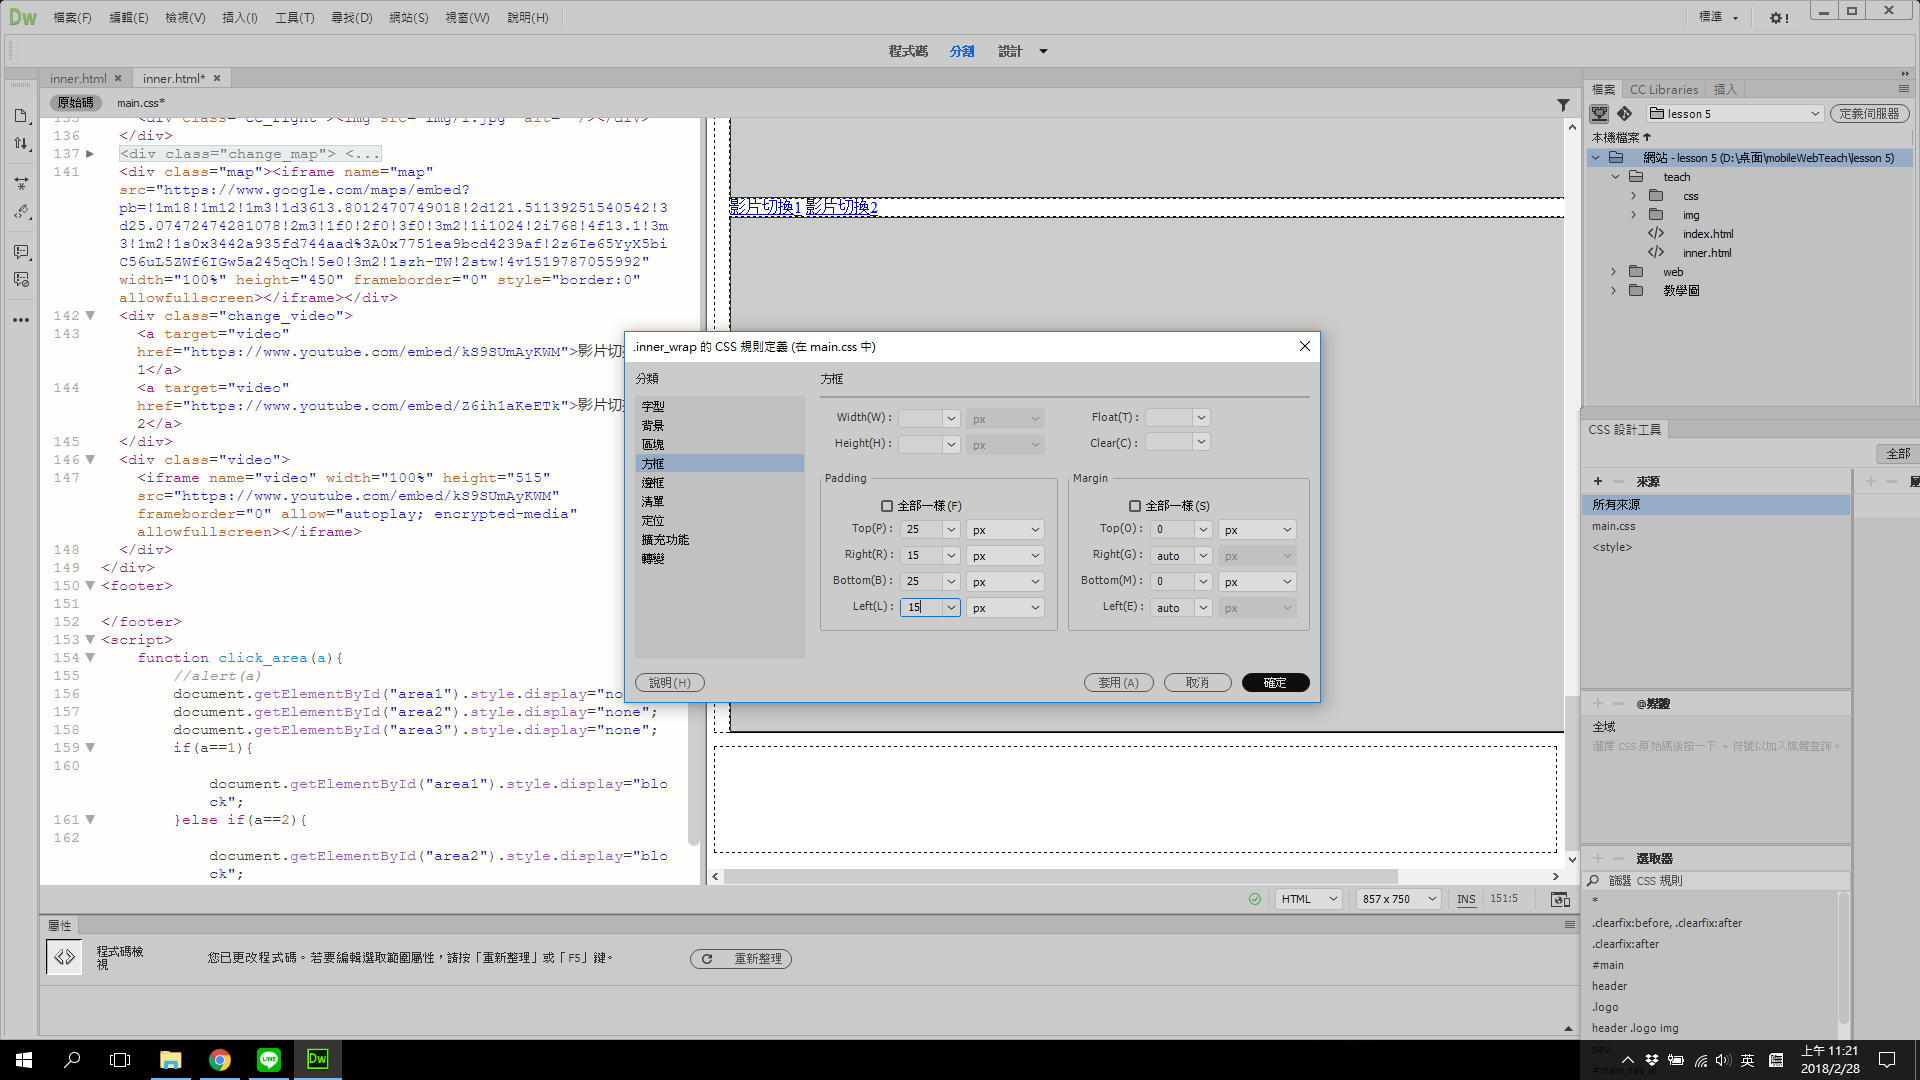 Dw 檔案(F) 編輯(E) 檢視(V) 插入(I) 工具(T) 尋找(D) 網站(S) 視窗(W) 說明(H) 標準
程式碼 分割 設計
inner.html inner.html*
原始碼 main.css*
136 </div>
137 <div class="change_map"> <...
141 <div class="map"><iframe name="map"
src="https://www.google.com/maps/embed?
pb=!1m18!1m12!1m3!1d3613.8012470749018!2d121.51139251540542!3
d25.07472474281078!2m3!1f0!2f0!3f0!3m2!1i1024!2i768!4f13.1!3m
3!1m2!1s0x3442a935fd744aad%3A0x7751ea9bcd4239af!2z6Ie65YyX5bi
C56uL5ZWf6IGw5a245qCh!5e0!3m2!1szh-TW!2stw!4v1519787055992"
width="100%" height="450" frameborder="0" style="border:0"
allowfullscreen></iframe></div>
142 <div class="change_video">
143 <a target="video"
href="https://www.youtube.com/embed/kS9SUmAyKWM">影片切
1</a>
144 <a target="video"
href="https://www.youtube.com/embed/Z6ih1aKeETk">影片切
2</a>
145 </div>
146 <div class="video">
147 <iframe name="video" width="100%" height="515"
src="https://www.youtube.com/embed/kS9SUmAyKWM"
frameborder="0" allow="autoplay; encrypted-media"
allowfullscreen></iframe>
148 </div>
149 </div>
150 <footer>
151
152 </footer>
153 <script>
154 function click_area(a){
155 //alert(a)
156 document.getElementById("area1").style.display="no
157 document.getElementById("area2").style.display="none";
158 document.getElementById("area3").style.display="none";
159 if(a==1){
160
document.getElementById("area1").style.display="blo
ck";
161 }else if(a==2){
162
document.getElementById("area2").style.display="blo
ck";
影片切換1 影片切換2
.inner_wrap 的 CSS 規則定義 (在 main.css 中)
分類
字型
背景
區塊
方框
邊框
清單
定位
擴充功能
轉變
方框
Width(W): px Float(T):
Height(H): px Clear(C):
Padding
全部一樣(F)
Top(P): 25 px
Right(R): 15 px
Bottom(B): 25 px
Left(L): 15 px
Margin
全部一樣(S)
Top(O): 0 px
Right(G): auto px
Bottom(M): 0 px
Left(E): auto px
說明(H) 套用(A) 取消 確定
HTML 857 x 750 INS 151:5
屬性
程式碼檢
視
您已更改程式碼。若要編輯選取範圍屬性，請按「重新整理」或「F5」鍵。
重新整理
檔案 CC Libraries 插入
lesson 5 定義伺服器
本機檔案
網站 - lesson 5 (D:\桌面\mobileWebTeach\lesson 5)
teach
css
img
index.html
inner.html
web
教學圖
CSS 設計工具
全部
來源
所有來源
main.css
<style>
@媒體
全域
選擇 CSS 原始碼後按一下 + 符號以加入媒體查詢。
選取器
篩選 CSS 規則
*
.clearfix:before, .clearfix:after
.clearfix:after
#main
header
.logo
header .logo img
nav
#main nav ul
LINE Dw
英
上午 11:21
2018/2/28